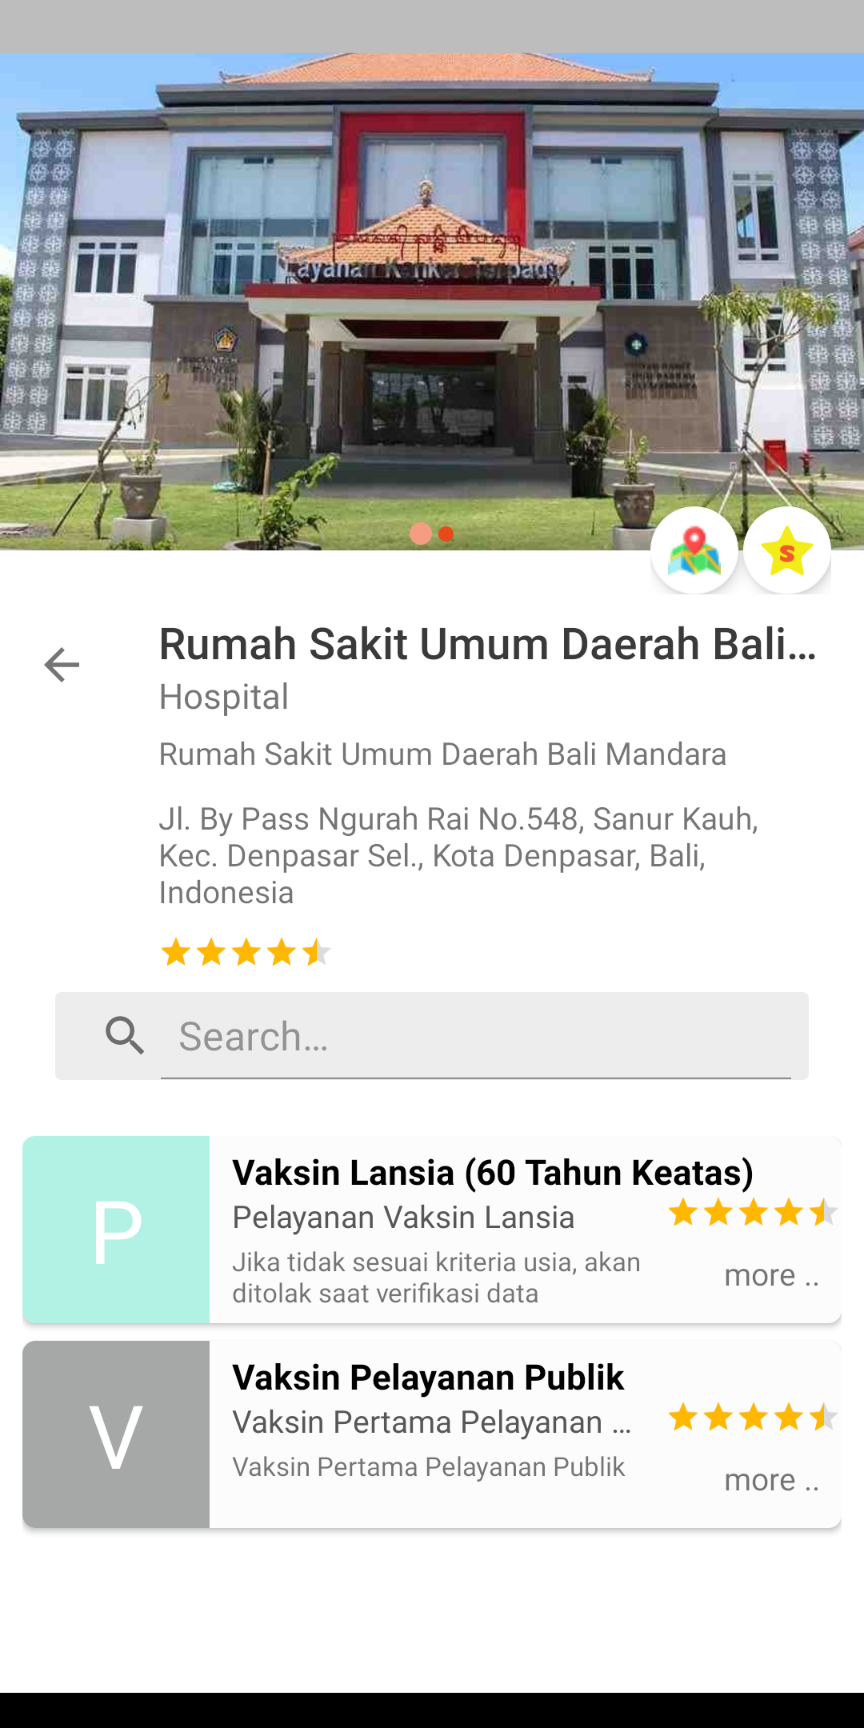 Layanan Kanker Terpadu
S
Rumah Sakit Umum Daerah Bali...
Hospital
Rumah Sakit Umum Daerah Bali Mandara
Jl. By Pass Ngurah Rai No.548, Sanur Kauh,
Kec. Denpasar Sel., Kota Denpasar, Bali,
Indonesia
Search...
P
Vaksin Lansia (60 Tahun Keatas)
Pelayanan Vaksin Lansia
Jika tidak sesuai kriteria usia, akan
ditolak saat verifikasi data
more ..
V
Vaksin Pelayanan Publik
Vaksin Pertama Pelayanan ...
Vaksin Pertama Pelayanan Publik
more ..